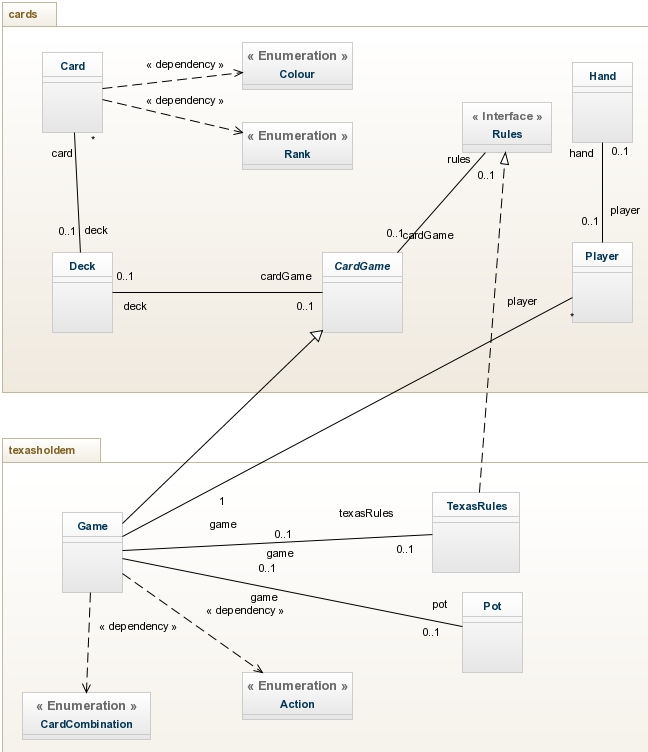 cards
Card
« dependency »
« Enumeration »
Colour
« dependency »
« Enumeration »
Rank
*
card
0..1
deck
Deck
0..1
deck
cardGame
0..1
CardGame
0..1
cardGame
rules
0..1
« Interface »
Rules
Hand
hand
0..1
player
0..1
Player
player
*
texasholdem
Game
1
game
0..1
texasRules
0..1
TexasRules
game
0..1
game
pot
0..1
Pot
« dependency »
« dependency »
« Enumeration »
CardCombination
« Enumeration »
Action